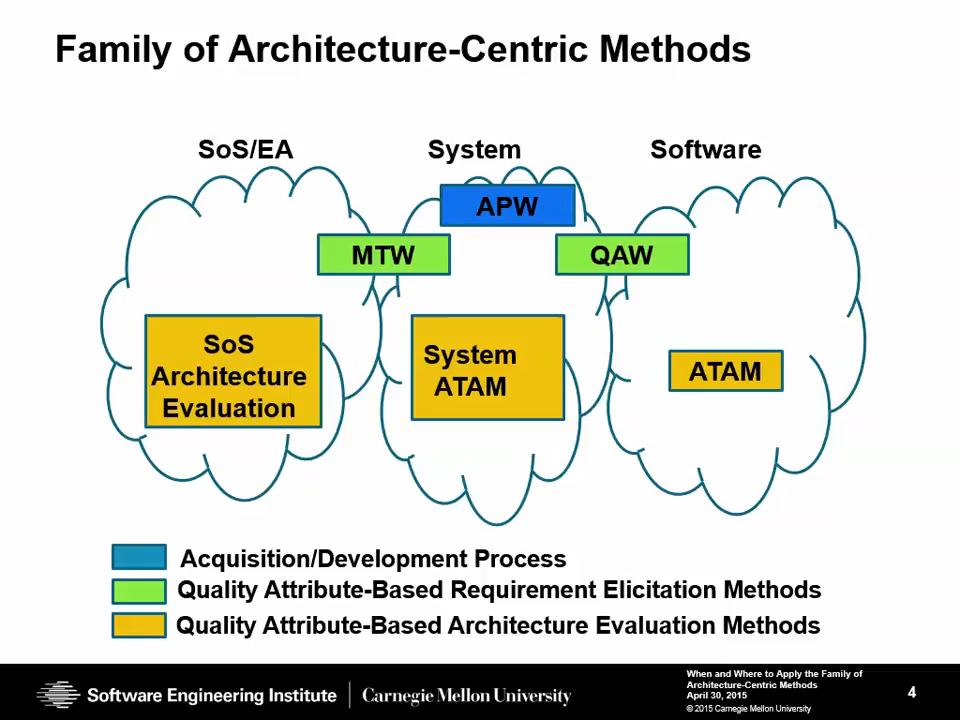 Family of Architecture-Centric Methods
SoS/EA
System
Software
APW
MTW
QAW
SoS
Architecture
Evaluation
System
ATAM
ATAM
Acquisition/Development Process
Quality Attribute-Based Requirement Elicitation Methods
Quality Attribute-Based Architecture Evaluation Methods
Software Engineering Institute
Carnegie Mellon University
When and Where to Apply the Family of
Architecture-Centric Methods
April 30, 2015
© 2015 Carnegie Mellon University
4